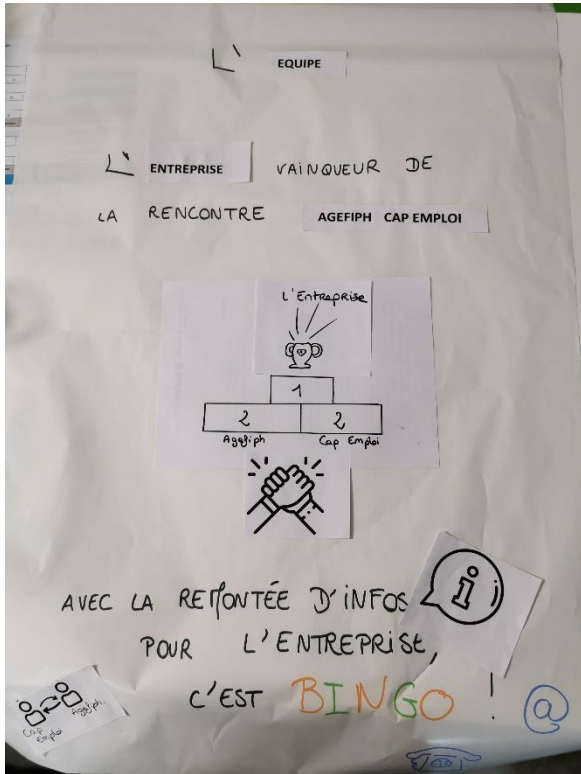 L' EQUIPE
L' ENTREPRISE VAINQUEUR DE
LA RENCONTRE AGEFIPH CAP EMPLOI
L'Entreprise
1
2 2
Agefiph Cap Emploi
AVEC LA REMONTÉE D'INFOS i
POUR L'ENTREPRISE,
C'EST BINGO !
@
Agefiph.
Cap
Emploi